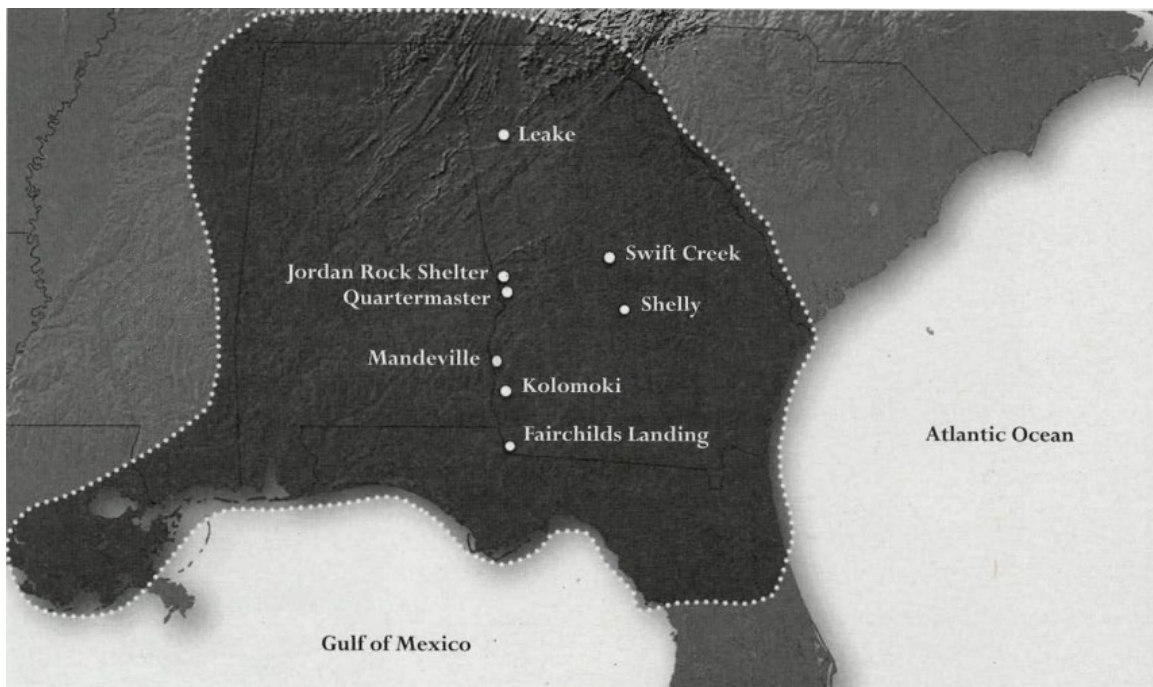 Leake
Swift Creek
Jordan Rock Shelter
Quartermaster
Shelly
Mandeville
Kolomoki
Fairchilds Landing
Atlantic Ocean
Gulf of Mexico